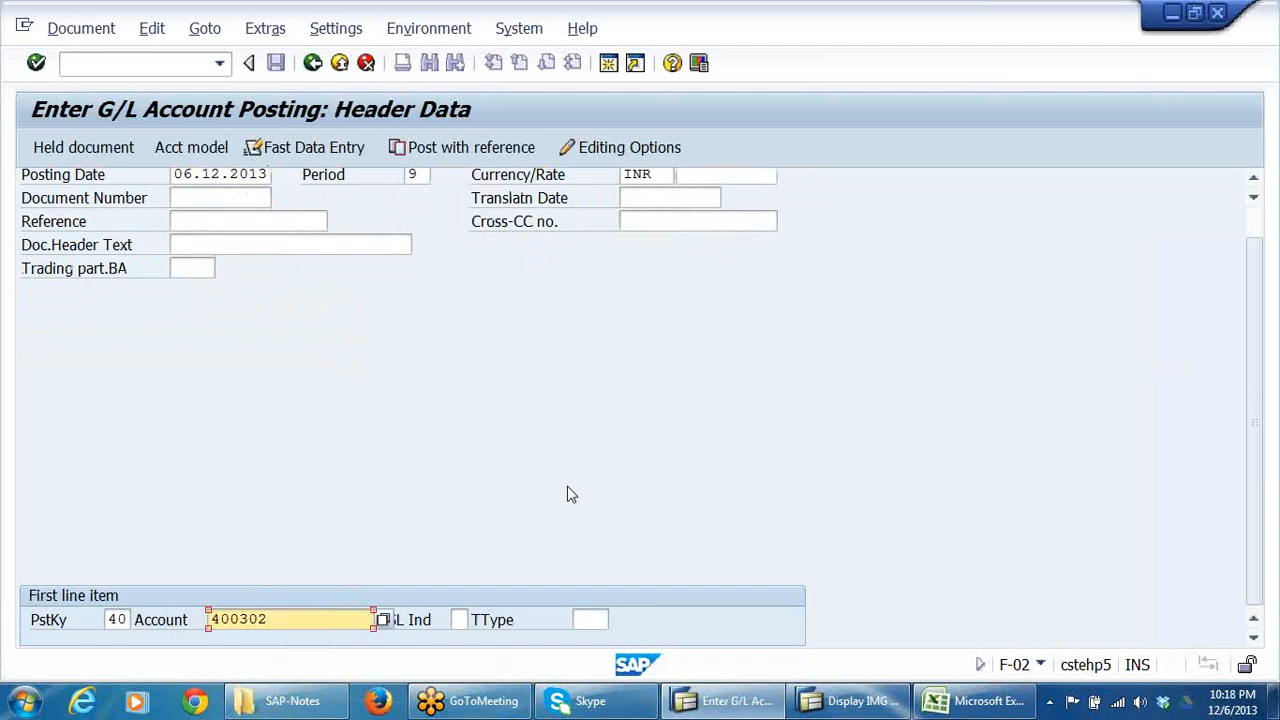 Document Edit Goto Extras Settings Environment System Help
Enter G/L Account Posting: Header Data
Held document Acct model Fast Data Entry Post with reference Editing Options
Posting Date 06.12.2013 Period 9 Currency/Rate INR
Document Number Translatn Date
Reference Cross-CC no.
Doc.Header Text
Trading part.BA
First line item
PstKy 40 Account 400302 GL Ind TType
SAP F-02 cstehp5 INS
SAP-Notes GoToMeeting Skype Enter G/L Ac... Display IMG ... Microsoft Ex... 10:18 PM
12/6/2013